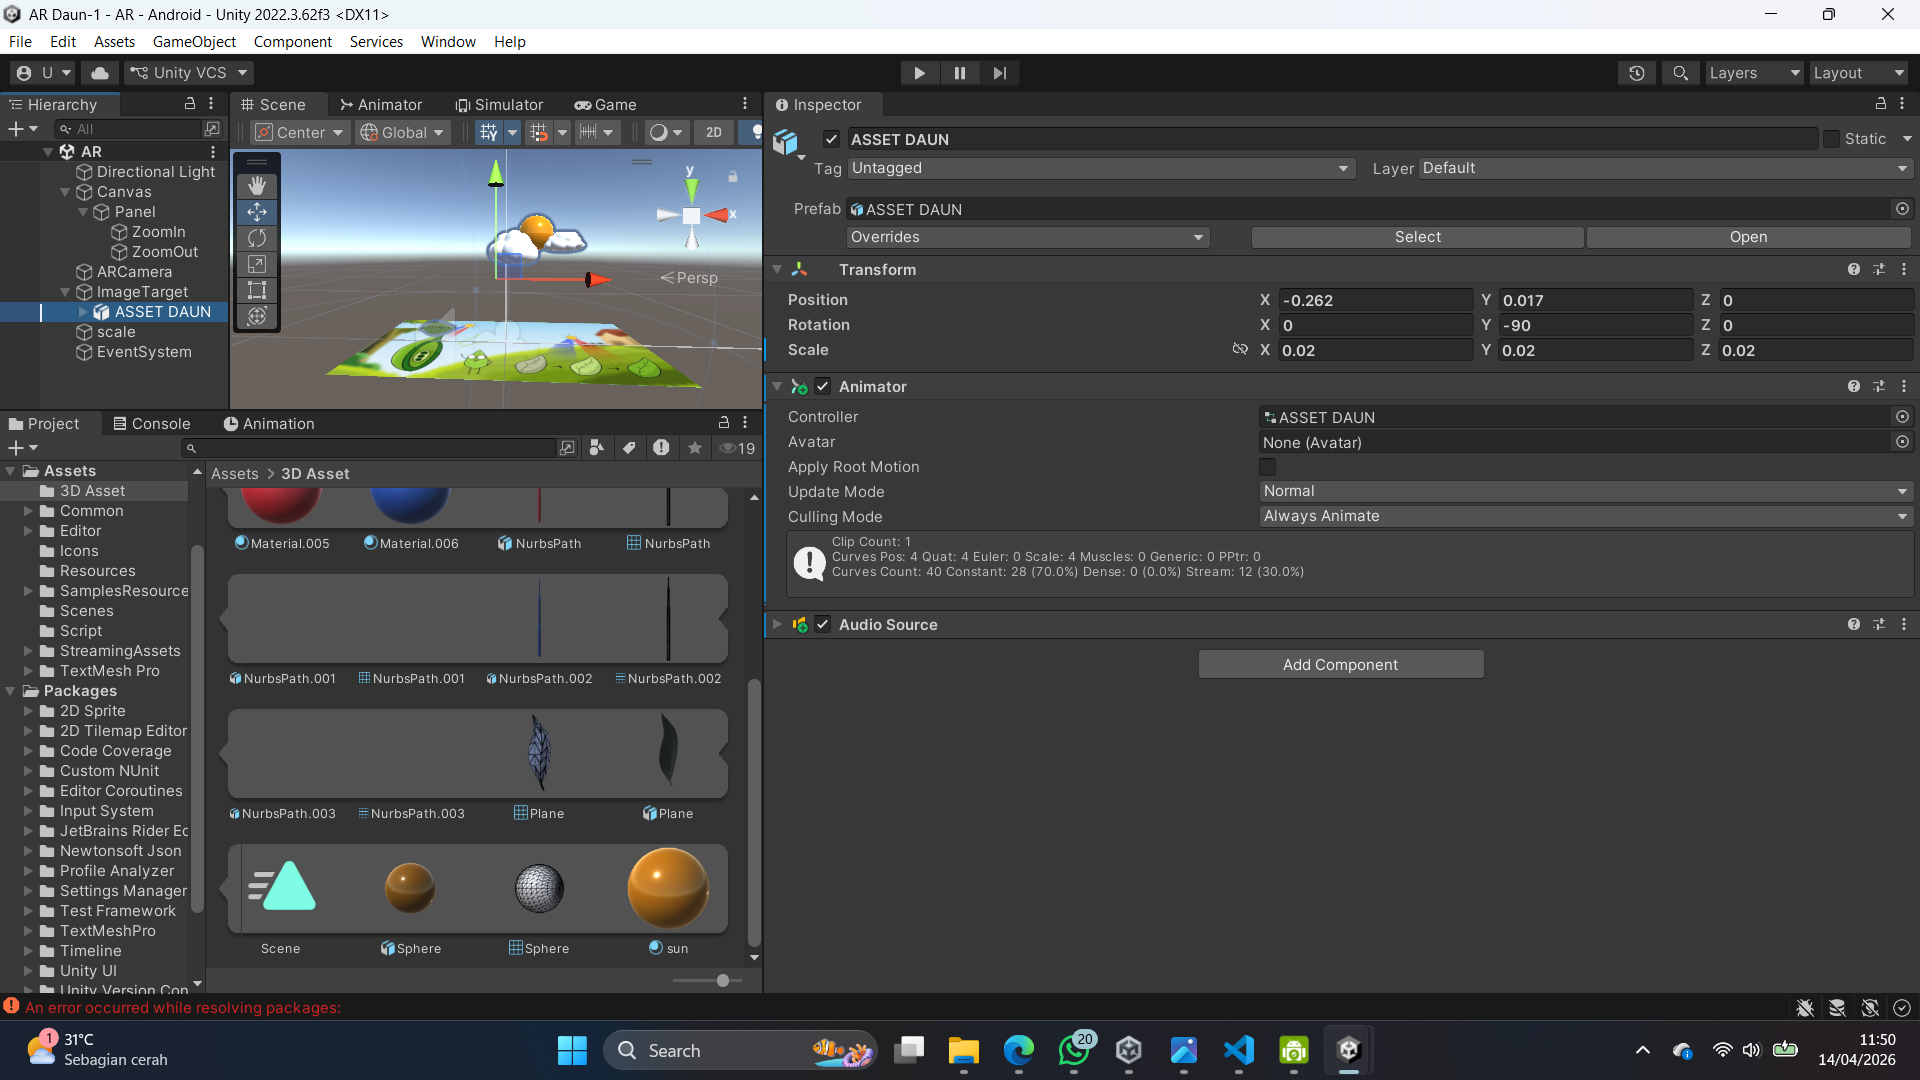 AR Daun-1 - AR - Android - Unity 2022.3.62f3 <DX11>
File Edit Assets GameObject Component Services Window Help
U Unity VCS Layers Layout
Hierarchy
All
AR
Directional Light
Canvas
Panel
ZoomIn
ZoomOut
ARCamera
ImageTarget
ASSET DAUN
scale
EventSystem
Scene Animator Simulator Game
Center Global 2D
y
x
Persp
Inspector
ASSET DAUN Static
Tag Untagged Layer Default
Prefab ASSET DAUN
Overrides Select Open
Transform
Position X -0.262 Y 0.017 Z 0
Rotation X 0 Y -90 Z 0
Scale X 0.02 Y 0.02 Z 0.02
Animator
Controller ASSET DAUN
Avatar None (Avatar)
Apply Root Motion
Update Mode Normal
Culling Mode Always Animate
Clip Count: 1
Curves Pos: 4 Quat: 4 Euler: 0 Scale: 4 Muscles: 0 Generic: 0 PPtr: 0
Curves Count: 40 Constant: 28 (70.0%) Dense: 0 (0.0%) Stream: 12 (30.0%)
Audio Source
Add Component
Project Console Animation
19
Assets
3D Asset
Common
Editor
Icons
Resources
SamplesResource
Scenes
Script
StreamingAssets
TextMesh Pro
Packages
2D Sprite
2D Tilemap Editor
Code Coverage
Custom NUnit
Editor Coroutines
Input System
JetBrains Rider Ec
Newtonsoft Json
Profile Analyzer
Settings Manager
Test Framework
TextMeshPro
Timeline
Unity UI
Unity Version Con
Assets > 3D Asset
Material.005 Material.006 NurbsPath NurbsPath
NurbsPath.001 NurbsPath.001 NurbsPath.002 NurbsPath.002
NurbsPath.003 NurbsPath.003 Plane Plane
Scene Sphere Sphere sun
An error occurred while resolving packages:
1
31°C
Sebagian cerah
Search
20
11:50
14/04/2026